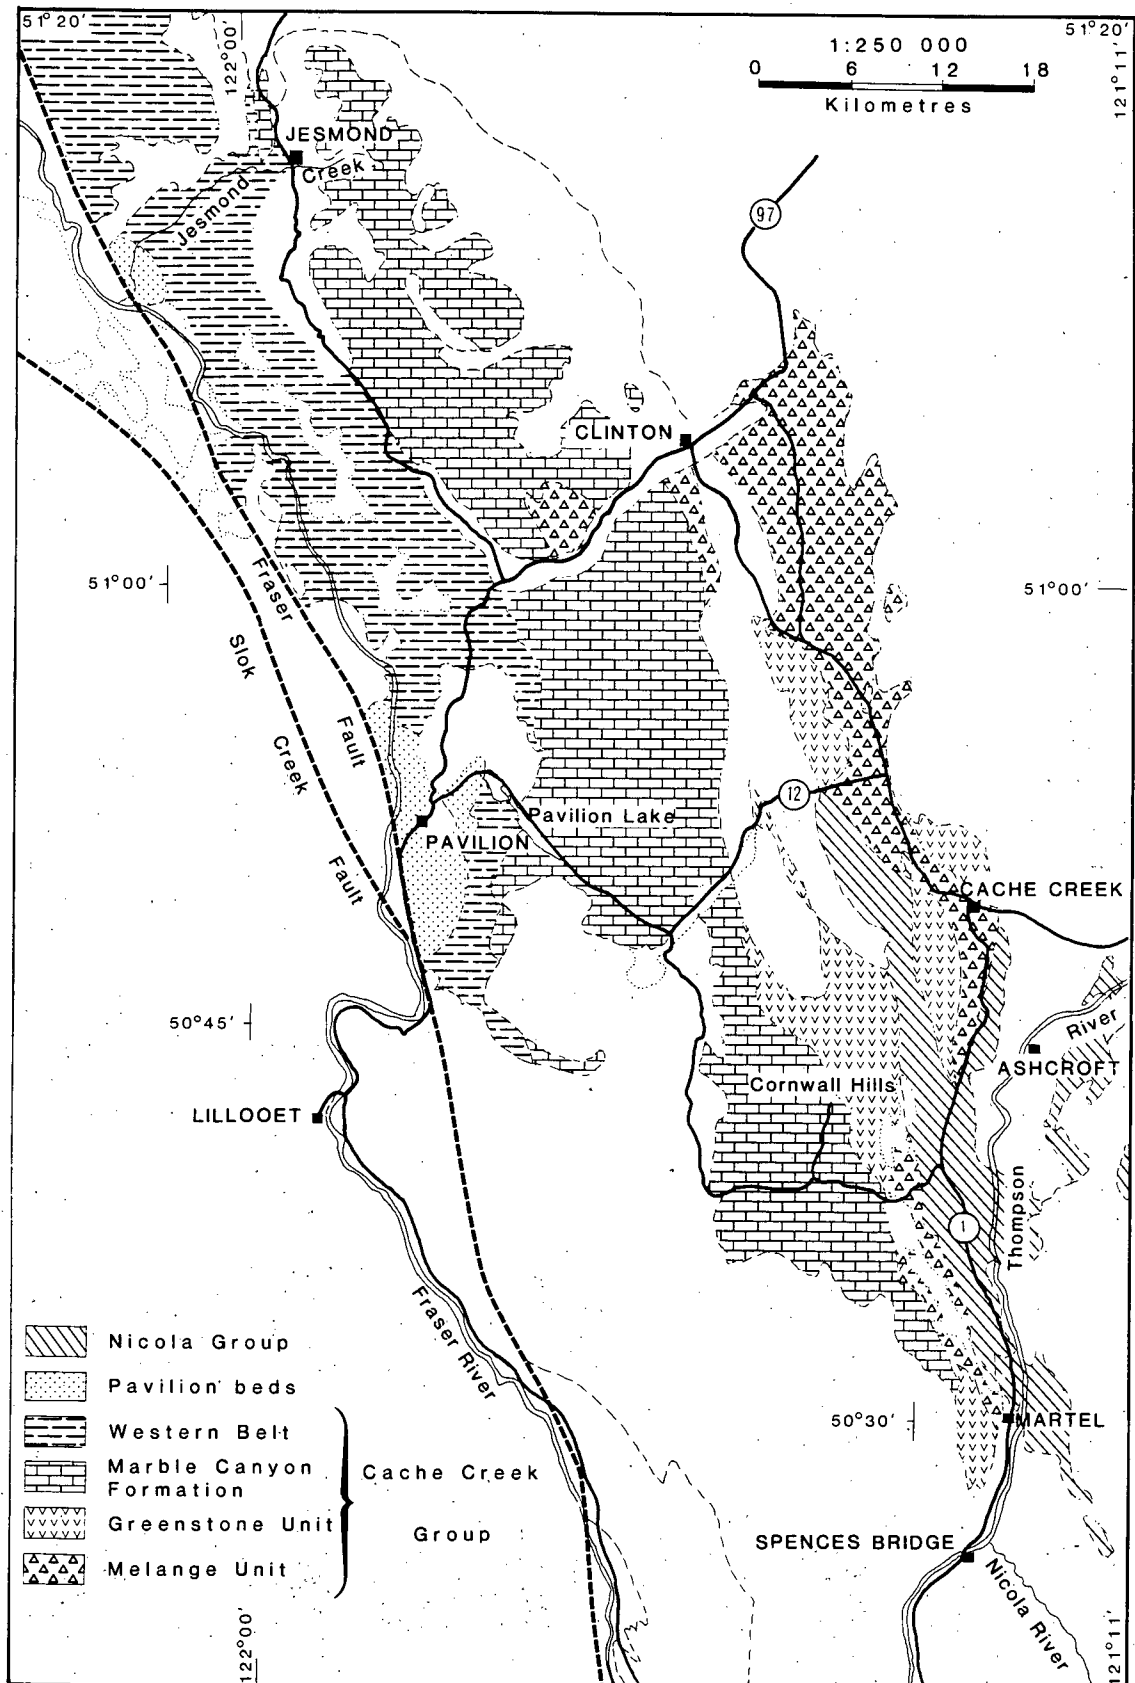 51°20'
51°20'
122°00'
1:250 000
0 6 12 18
Kilometres
121°11'
JESMOND
Creek
Jesmond
97
CLINTON
51°00'
51°00'
Fraser
Fault
Slok
Creek
Fault
12
Pavilion Lake
PAVILION
CACHE CREEK
50°45'
River
ASHCROFT
Cornwall Hills
LILLOOET
Thompson
1
Fraser River
Nicola Group
Pavilion beds
Western Belt
Marble Canyon
Formation
Cache Creek
Greenstone Unit
Group
Melange Unit
50°30'
MARTEL
SPENCES BRIDGE
Nicola River
122°00'
121°11'